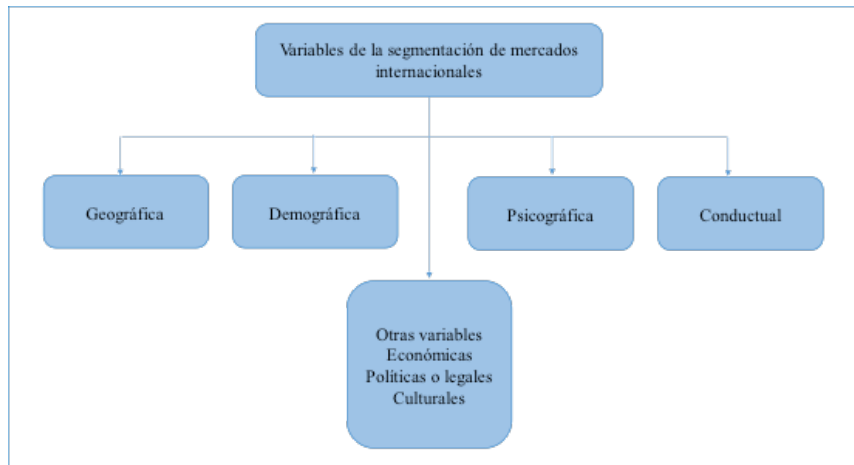 Variables de la segmentación de mercados
internacionales
Geográfica
Demográfica
Psicográfica
Conductual
Otras variables
Económicas
Políticas o legales
Culturales